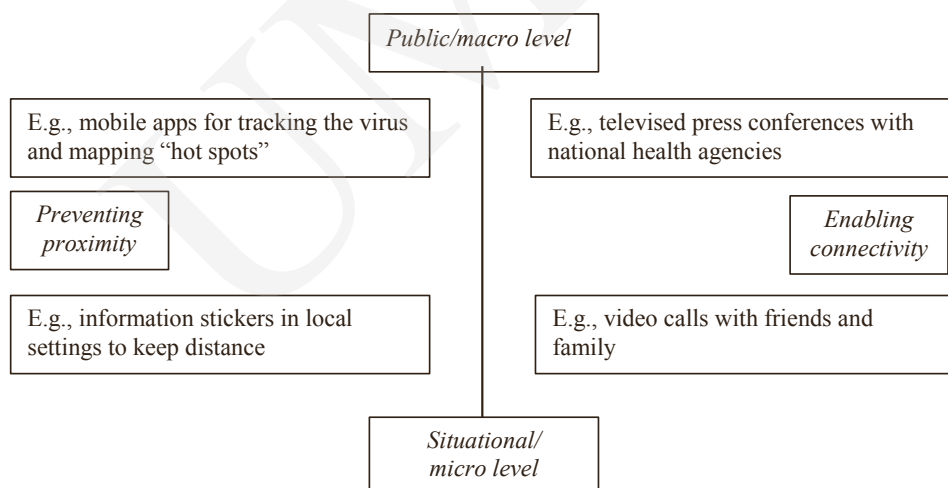 Public/macro level
E.g., mobile apps for tracking the virus
and mapping “hot spots”
E.g., televised press conferences with
national health agencies
Preventing
proximity
Enabling
connectivity
E.g., information stickers in local
settings to keep distance
E.g., video calls with friends and
family
Situational/
micro level